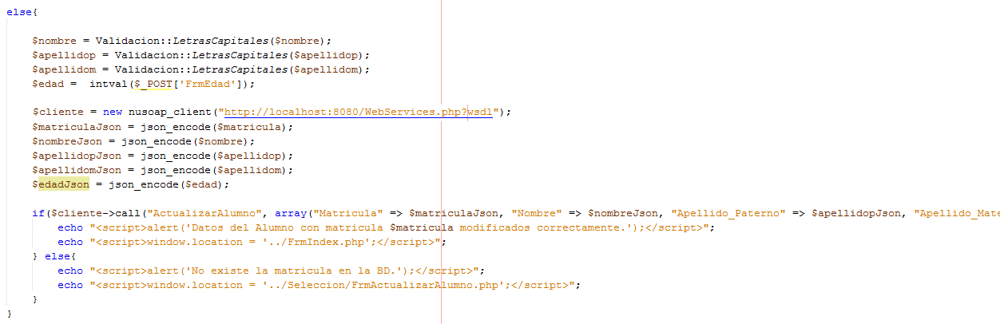 else{
$nombre = Validacion::LetrasCapitales($nombre);
$apellidop = Validacion::LetrasCapitales($apellidop);
$apellidom = Validacion::LetrasCapitales($apellidom);
$edad =  intval($_POST['FrmEdad']);
$cliente = new nusoap_client("http://localhost:8080/WebServices.php?wsdl");
$matriculaJson = json_encode($matricula);
$nombreJson = json_encode($nombre);
$apellidopJson = json_encode($apellidop);
$apellidomJson = json_encode($apellidom);
$edadJson = json_encode($edad);
if($cliente->call("ActualizarAlumno", array("Matricula" => $matriculaJson, "Nombre" => $nombreJson, "Apellido_Paterno" => $apellidopJson, "Apellido_Mate
echo "<script>alert('Datos del Alumno con matricula $matricula modificados correctamente.');</script>";
echo "<script>window.location = '../FrmIndex.php';</script>";
} else{
echo "<script>alert('No existe la matricula en la BD.');</script>";
echo "<script>window.location = '../Seleccion/FrmActualizarAlumno.php';</script>";
}
}